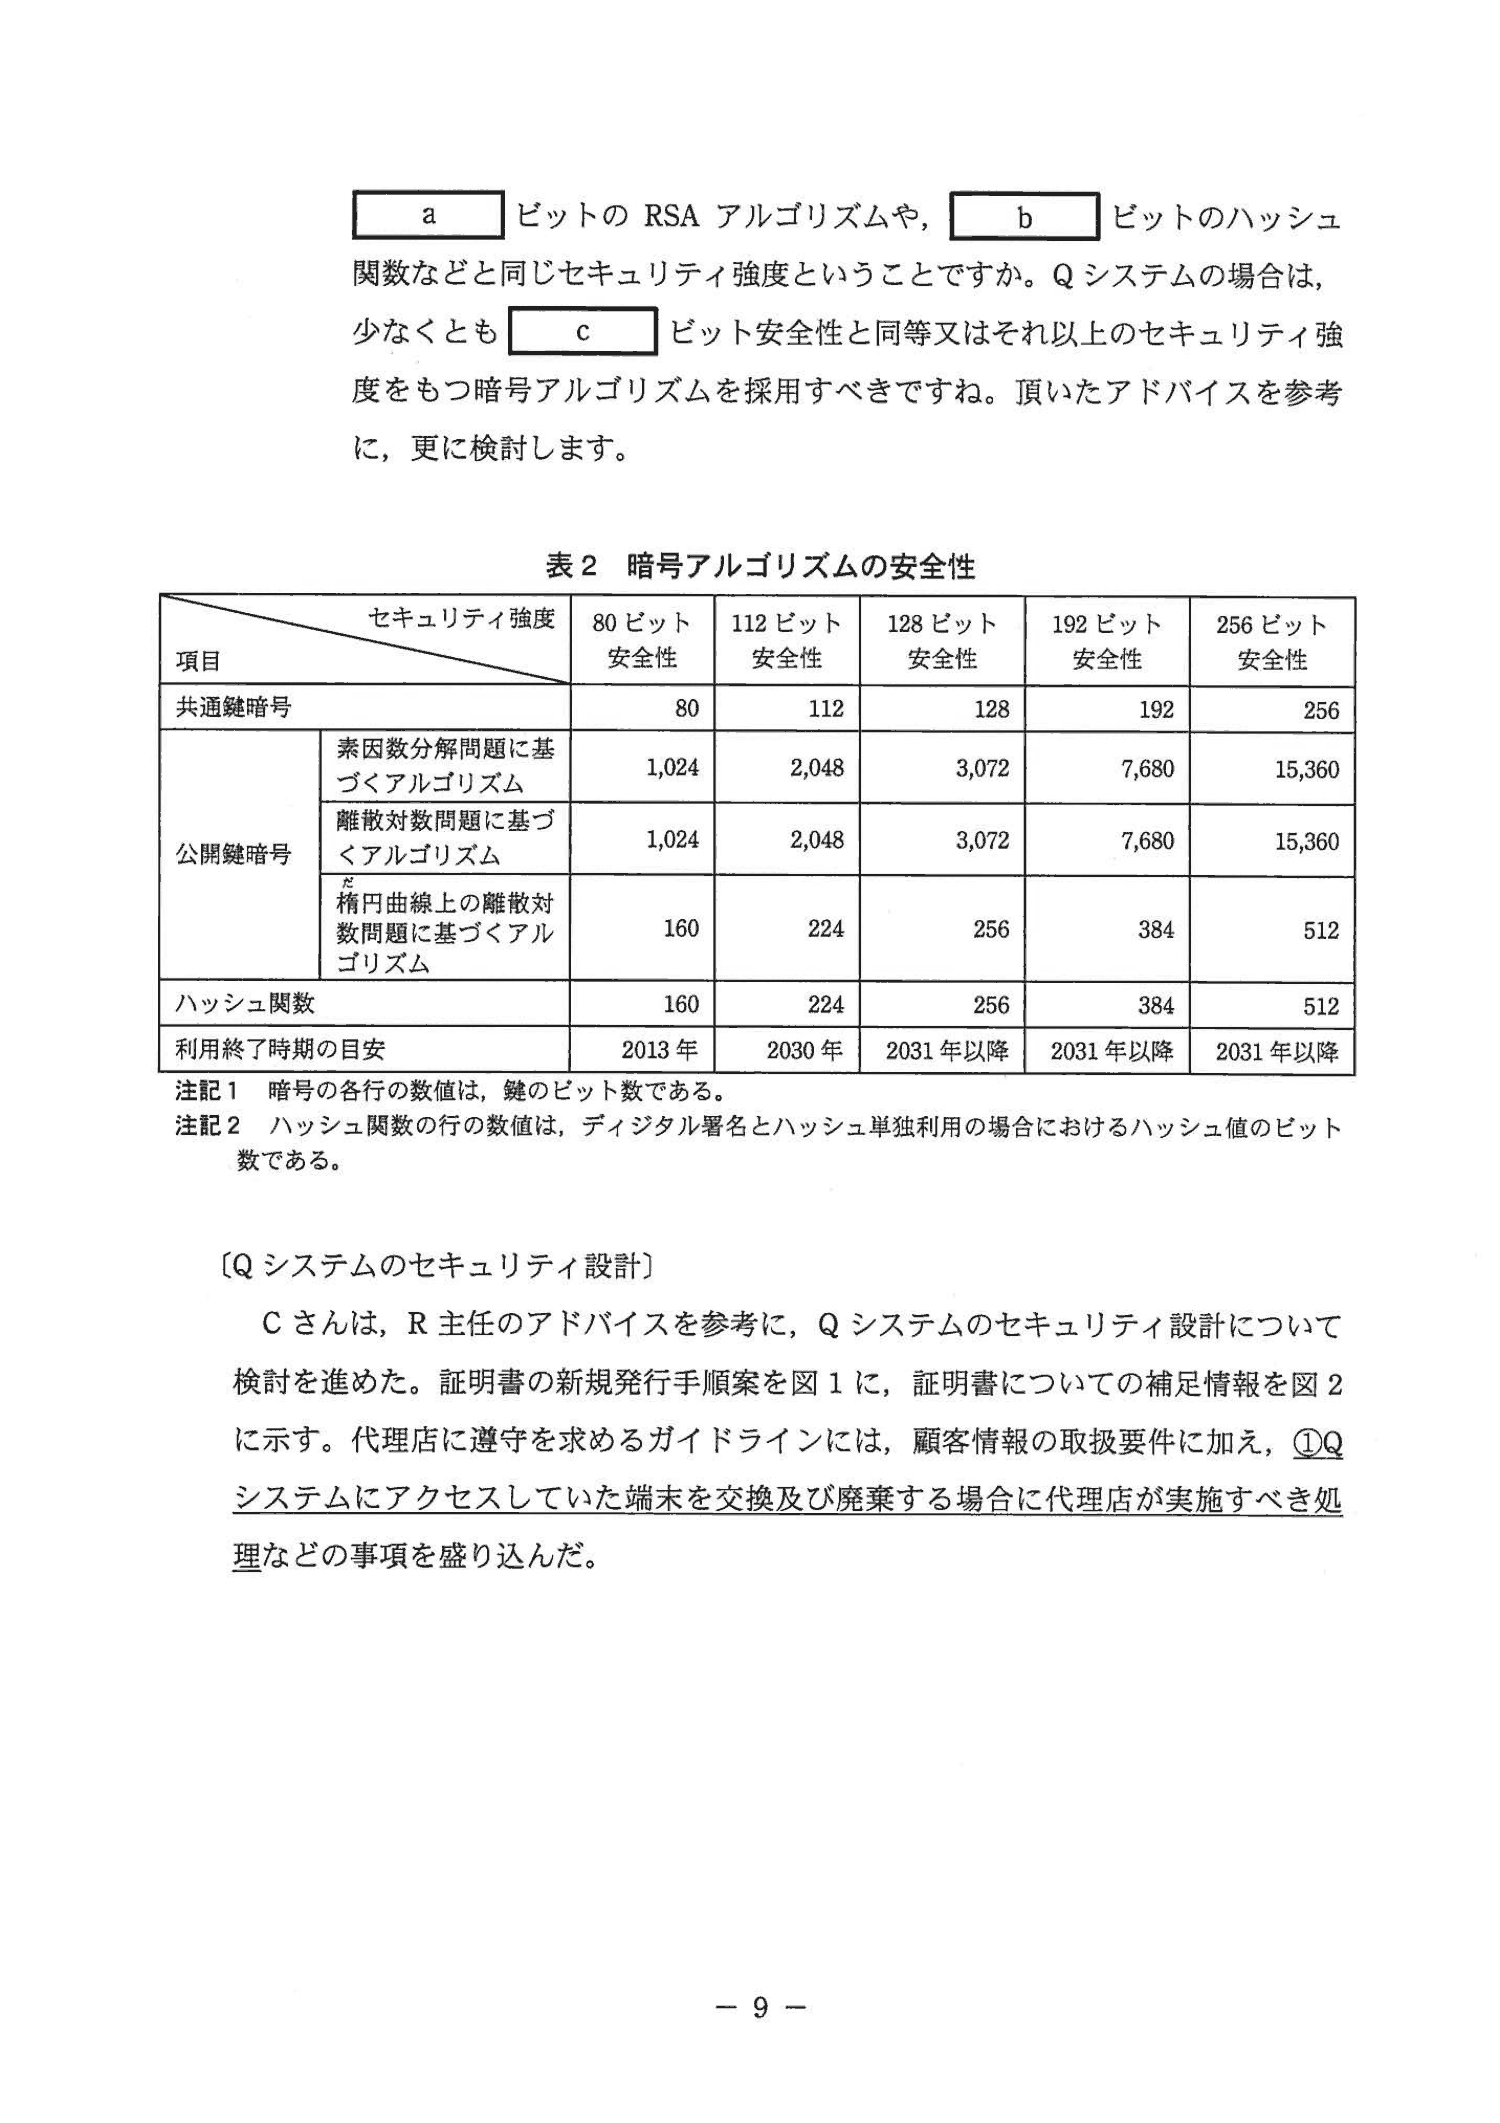 a ビットの RSA アルゴリズムや, b ビットのハッシュ
関数などと同じセキュリティ強度ということですか。Q システムの場合は,
少なくとも c ビット安全性と同等又はそれ以上のセキュリティ強
度をもつ暗号アルゴリズムを採用すべきですね。頂いたアドバイスを参考
に, 更に検討します。
表2 暗号アルゴリズムの安全性
セキュリティ強度
項目
80 ビット 安全性
112 ビット 安全性
128 ビット 安全性
192 ビット 安全性
256 ビット 安全性
共通鍵暗号 80 112 128 192 256
公開鍵暗号
素因数分解問題に基
づくアルゴリズム 1,024 2,048 3,072 7,680 15,360
離散対数問題に基づ
くアルゴリズム 1,024 2,048 3,072 7,680 15,360
だ
楕円曲線上の離散対
数問題に基づくアル
ゴリズム 160 224 256 384 512
ハッシュ関数 160 224 256 384 512
利用終了時期の目安 2013 年 2030 年 2031 年以降 2031 年以降 2031 年以降
注記1 暗号の各行の数値は, 鍵のビット数である。
注記2 ハッシュ関数の行の数値は, ディジタル署名とハッシュ単独利用の場合におけるハッシュ値のビット
数である。
〔Q システムのセキュリティ設計〕
C さんは, R 主任のアドバイスを参考に, Q システムのセキュリティ設計について
検討を進めた。証明書の新規発行手順案を図 1 に, 証明書についての補足情報を図 2
に示す。代理店に遵守を求めるガイドラインには, 顧客情報の取扱要件に加え, ①Q
システムにアクセスしていた端末を交換及び廃棄する場合に代理店が実施すべき処
理などの事項を盛り込んだ。
－ 9 －